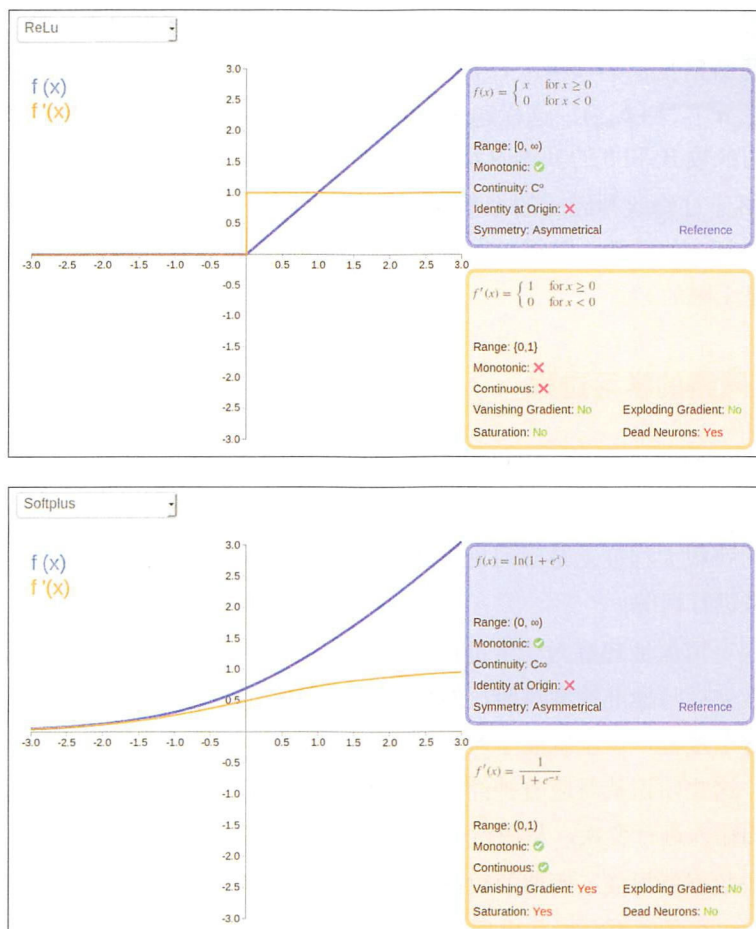 ReLu
f (x)
f '(x)
3.0
2.5
2.0
1.5
1.0
0.5
-3.0 -2.5 -2.0 -1.5 -1.0 -0.5 0.5 1.0 1.5 2.0 2.5 3.0
-0.5
-1.0
-1.5
-2.0
-2.5
-3.0
f(x) = { x for x ≥ 0
0 for x < 0
Range: [0, ∞)
Monotonic:
Continuity: C⁰
Identity at Origin:
Symmetry: Asymmetrical Reference
f′(x) = { 1 for x ≥ 0
0 for x < 0
Range: {0,1}
Monotonic:
Continuous:
Vanishing Gradient: No Exploding Gradient: No
Saturation: No Dead Neurons: Yes
Softplus
f (x)
f '(x)
3.0
2.5
2.0
1.5
1.0
0.5
-3.0 -2.5 -2.0 -1.5 -1.0 -0.5 0.5 1.0 1.5 2.0 2.5 3.0
-0.5
-1.0
-1.5
-2.0
-2.5
-3.0
f(x) = ln(1 + eˣ)
Range: (0, ∞)
Monotonic:
Continuity: C∞
Identity at Origin:
Symmetry: Asymmetrical Reference
f′(x) = 1
1 + e⁻ˣ
Range: (0,1)
Monotonic:
Continuous:
Vanishing Gradient: Yes Exploding Gradient: No
Saturation: Yes Dead Neurons: No